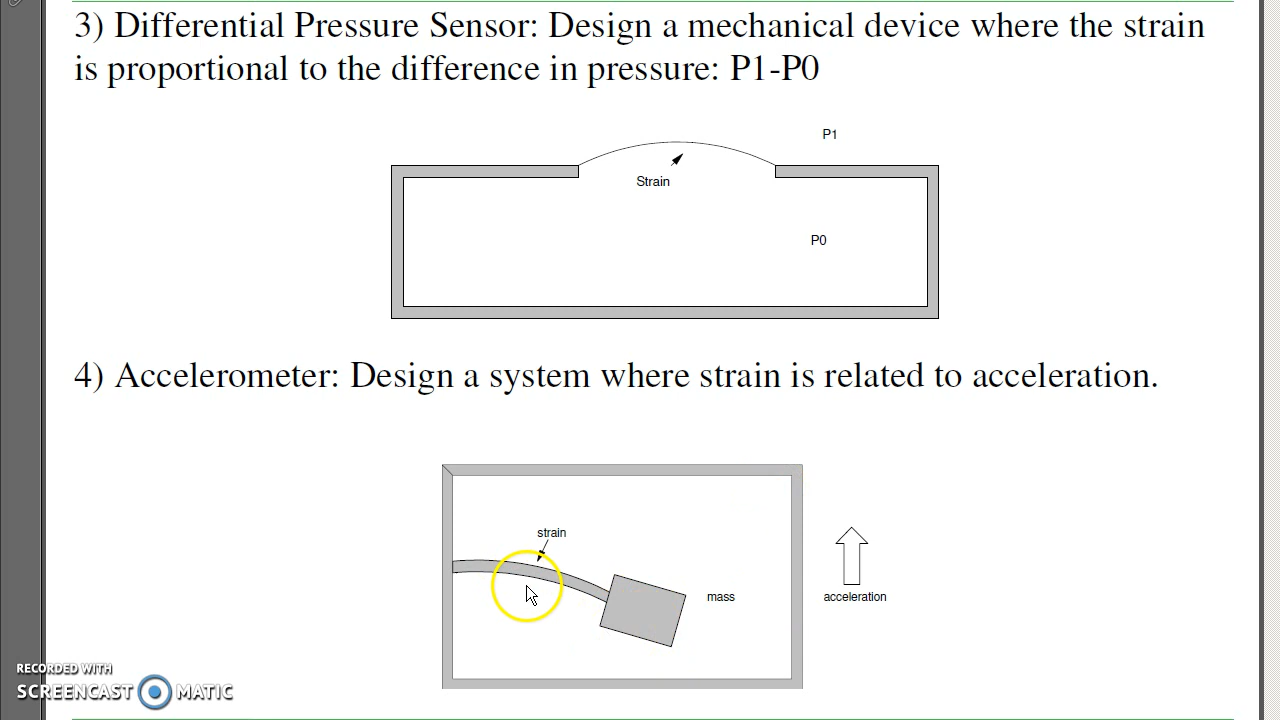 3) Differential Pressure Sensor: Design a mechanical device where the strain
is proportional to the difference in pressure: P1-P0
P1
Strain
P0
4) Accelerometer: Design a system where strain is related to acceleration.
strain
mass
acceleration
RECORDED WITH
SCREENCAST MATIC